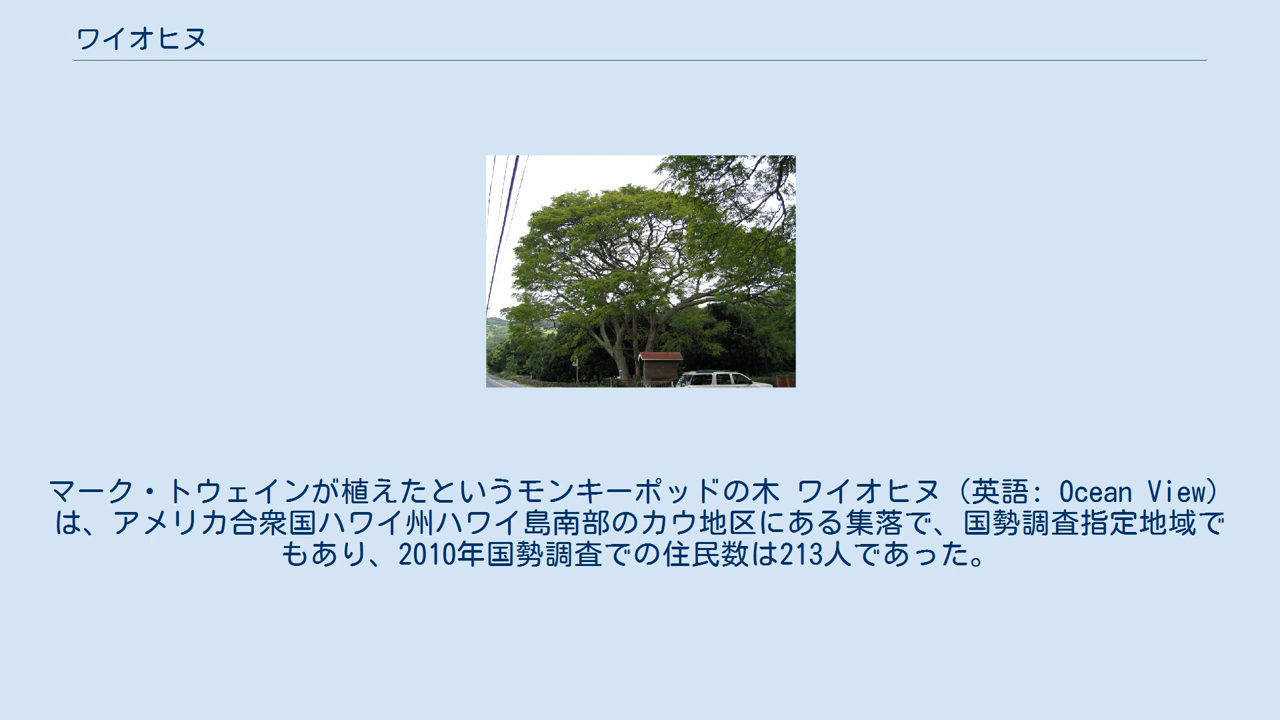 ワイオヒヌ
マーク・トウェインが植えたというモンキーポッドの木 ワイオヒヌ（英語: Ocean View）
は、アメリカ合衆国ハワイ州ハワイ島南部のカウ地区にある集落で、国勢調査指定地域で
もあり、2010年国勢調査での住民数は213人であった。